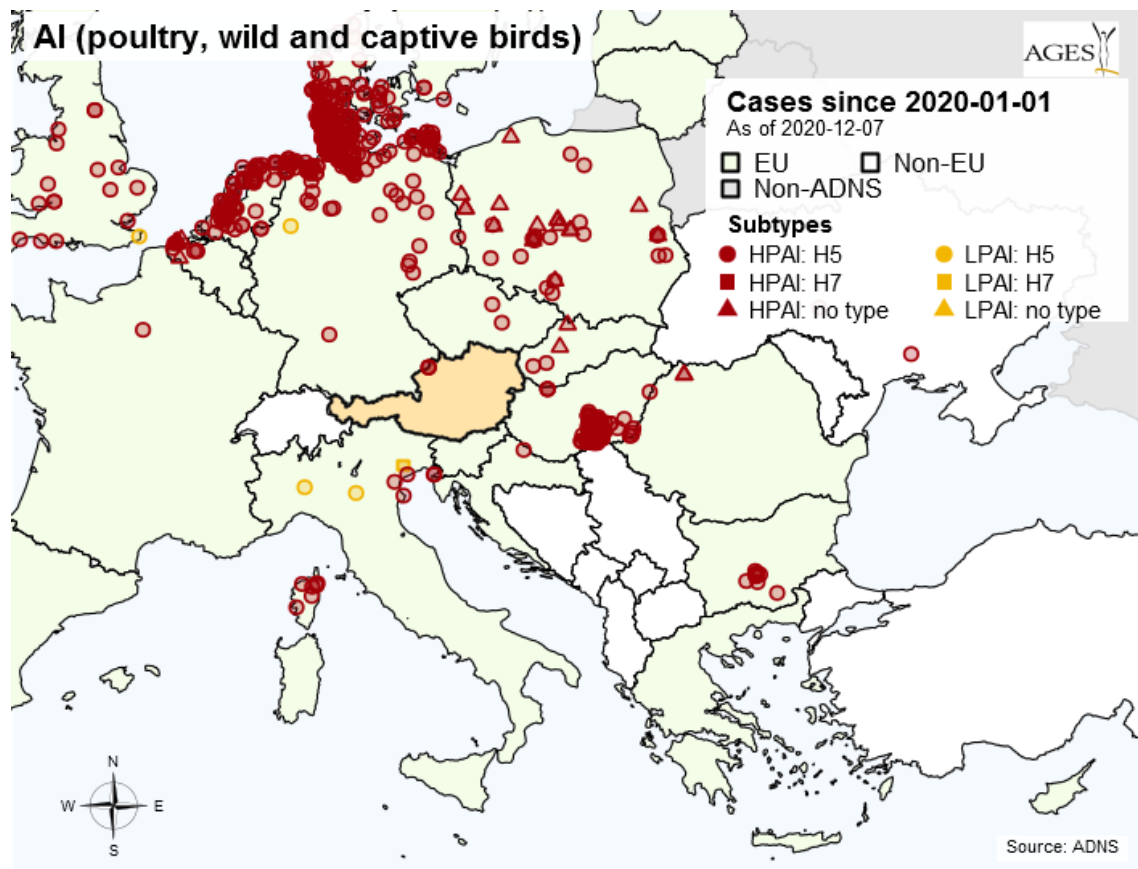 AI (poultry, wild and captive birds)
AGES
Cases since 2020-01-01
As of 2020-12-07
EU
Non-EU
Non-ADNS
Subtypes
HPAI: H5
LPAI: H5
HPAI: H7
LPAI: H7
HPAI: no type
LPAI: no type
N
W
E
S
Source: ADNS